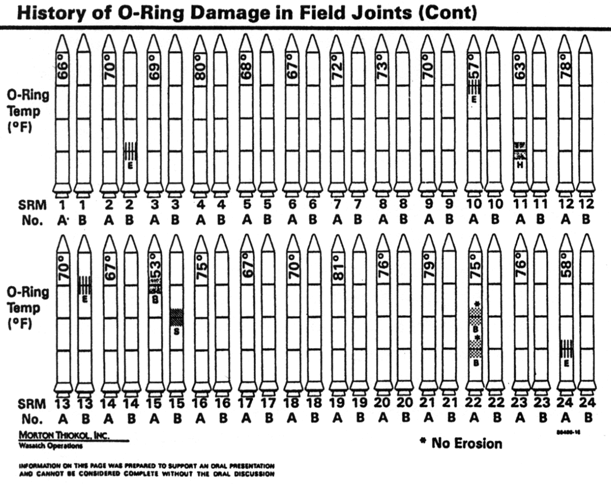 History of O-Ring Damage in Field Joints (Cont)
O-Ring
Temp
(°F)
66° 70° 69° 80° 68° 67° 72° 73° 70° 57° 63° 78°
E
E
H
SRM 1 1 2 2 3 3 4 4 5 5 6 6 7 7 8 8 9 9 10 10 11 11 12 12
No. A B A B A B A B A B A B A B A B A B A B A B A B
O-Ring
Temp
(°F)
70° 67° 53° 75° 67° 70° 81° 76° 79° 75° 76° 58°
E
B
S
*
B
*
B
E
SRM 13 13 14 14 15 15 16 16 17 17 18 18 19 19 20 20 21 21 22 22 23 23 24 24
No. A B A B A B A B A B A B A B A B A B A B A B A B
MORTON THIOKOL, INC.
Wasatch Operations
* No Erosion
INFORMATION ON THIS PAGE WAS PREPARED TO SUPPORT AN ORAL PRESENTATION
AND CANNOT BE CONSIDERED COMPLETE WITHOUT THE ORAL DISCUSSION